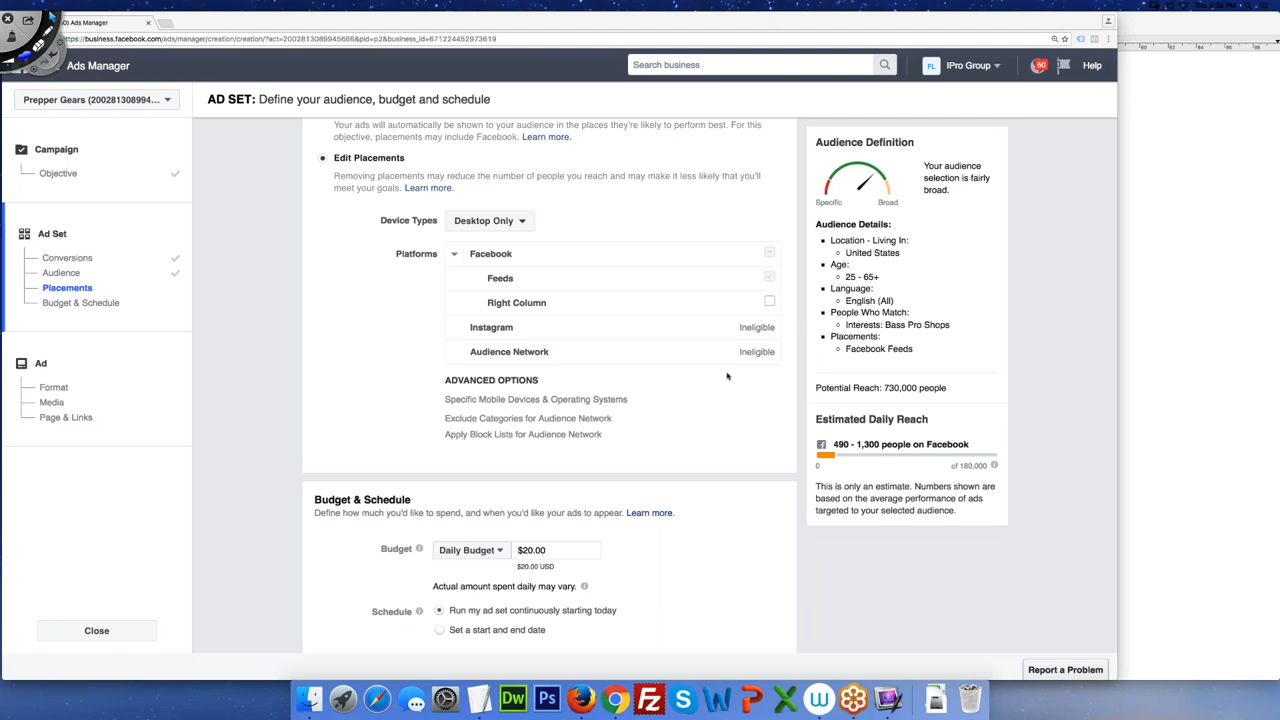 Ads Manager
https://business.facebook.com/ads/manager/creation/creation/?act=2002813089945686&pid=p2&business_id=671224452973619
Ads Manager
Search business
FL
IPro Group
50
Help
Prepper Gears (200281308994...
AD SET: Define your audience, budget and schedule
Campaign
Objective
Ad Set
Conversions
Audience
Placements
Budget & Schedule
Ad
Format
Media
Page & Links
Close
Your ads will automatically be shown to your audience in the places they're likely to perform best. For this
objective, placements may include Facebook. Learn more.
Edit Placements
Removing placements may reduce the number of people you reach and may make it less likely that you'll
meet your goals. Learn more.
Device Types
Desktop Only
Platforms
Facebook
Feeds
Right Column
Instagram
Ineligible
Audience Network
Ineligible
ADVANCED OPTIONS
Specific Mobile Devices & Operating Systems
Exclude Categories for Audience Network
Apply Block Lists for Audience Network
Budget & Schedule
Define how much you'd like to spend, and when you'd like your ads to appear. Learn more.
Budget
Daily Budget
$20.00
$20.00 USD
Actual amount spent daily may vary.
Schedule
Run my ad set continuously starting today
Set a start and end date
Audience Definition
Your audience
selection is fairly
broad.
Specific
Broad
Audience Details:
Location - Living In:
United States
Age:
25 - 65+
Language:
English (All)
People Who Match:
Interests: Bass Pro Shops
Placements:
Facebook Feeds
Potential Reach: 730,000 people
Estimated Daily Reach
490 - 1,300 people on Facebook
0
of 180,000
This is only an estimate. Numbers shown are
based on the average performance of ads
targeted to your selected audience.
Report a Problem
Dw
Ps
Fz
S
W
P
X
W